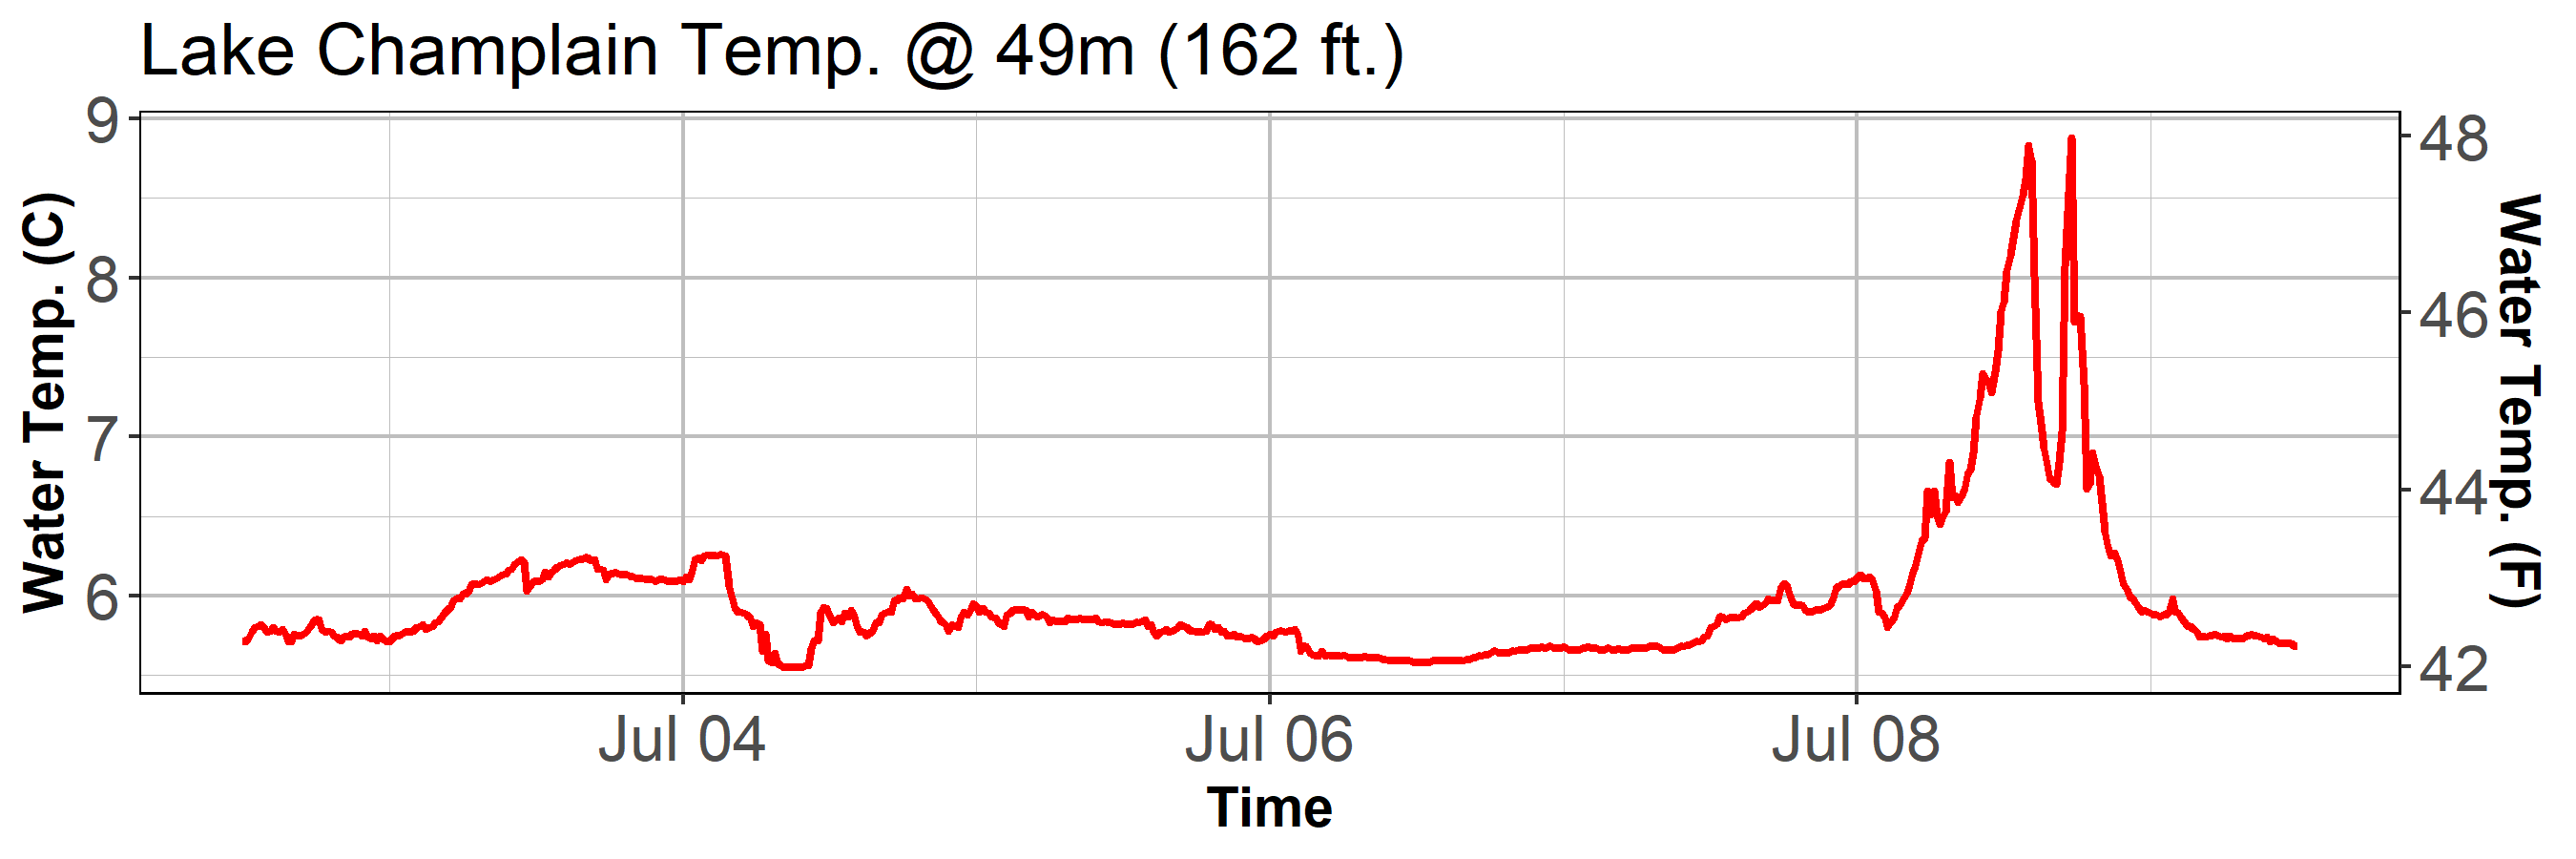 Lake Champlain Temp. @ 49m (162 ft.)
9
8
7
6
Water Temp. (C)
48
46
44
42
Water Temp. (F)
Jul 04
Jul 06
Jul 08
Time